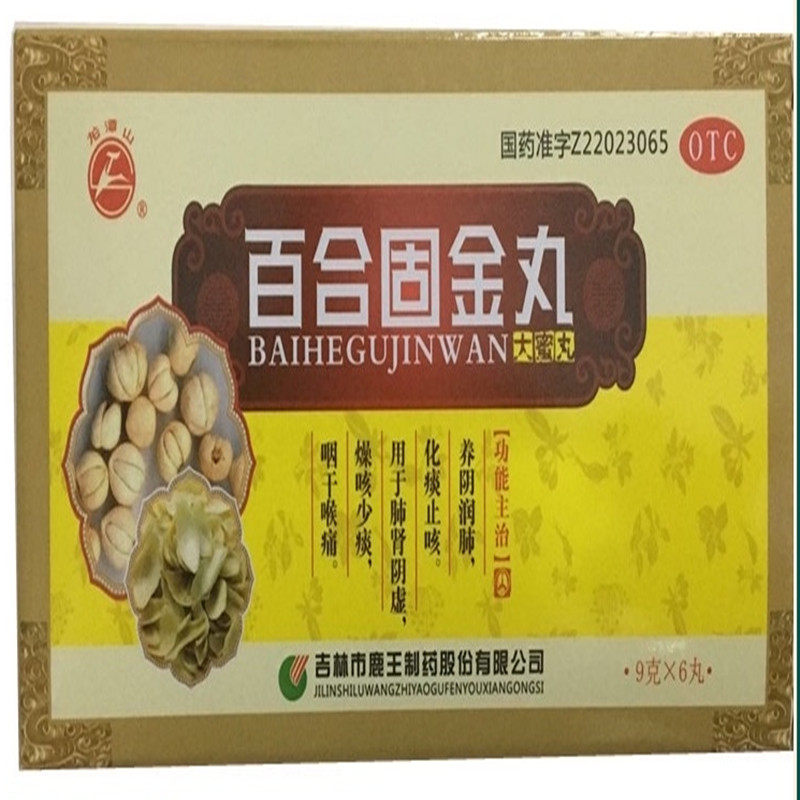 龙潭山
®
国药准字Z22023065
OTC
百合固金丸
BAIHEGUJINWAN 大蜜丸
【功能主治】
养阴润肺，
化痰止咳。
用于肺肾阴虚，
燥咳少痰，
咽干喉痛。
吉林市鹿王制药股份有限公司
JILINSHILUWANGZHIYAOGUFENYOUXIANGONGSI
·9克×6丸·